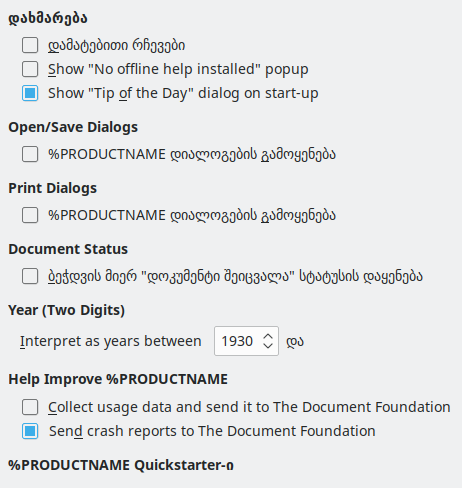 დახმარება
დამატებითი რჩევები
Show "No offline help installed" popup
Show "Tip of the Day" dialog on start-up
Open/Save Dialogs
%PRODUCTNAME დიალოგების გამოყენება
Print Dialogs
%PRODUCTNAME დიალოგების გამოყენება
Document Status
ბეჭდვის მიერ "დოკუმენტი შეიცვალა" სტატუსის დაყენება
Year (Two Digits)
Interpret as years between 1930 და
Help Improve %PRODUCTNAME
Collect usage data and send it to The Document Foundation
Send crash reports to The Document Foundation
%PRODUCTNAME Quickstarter-ი